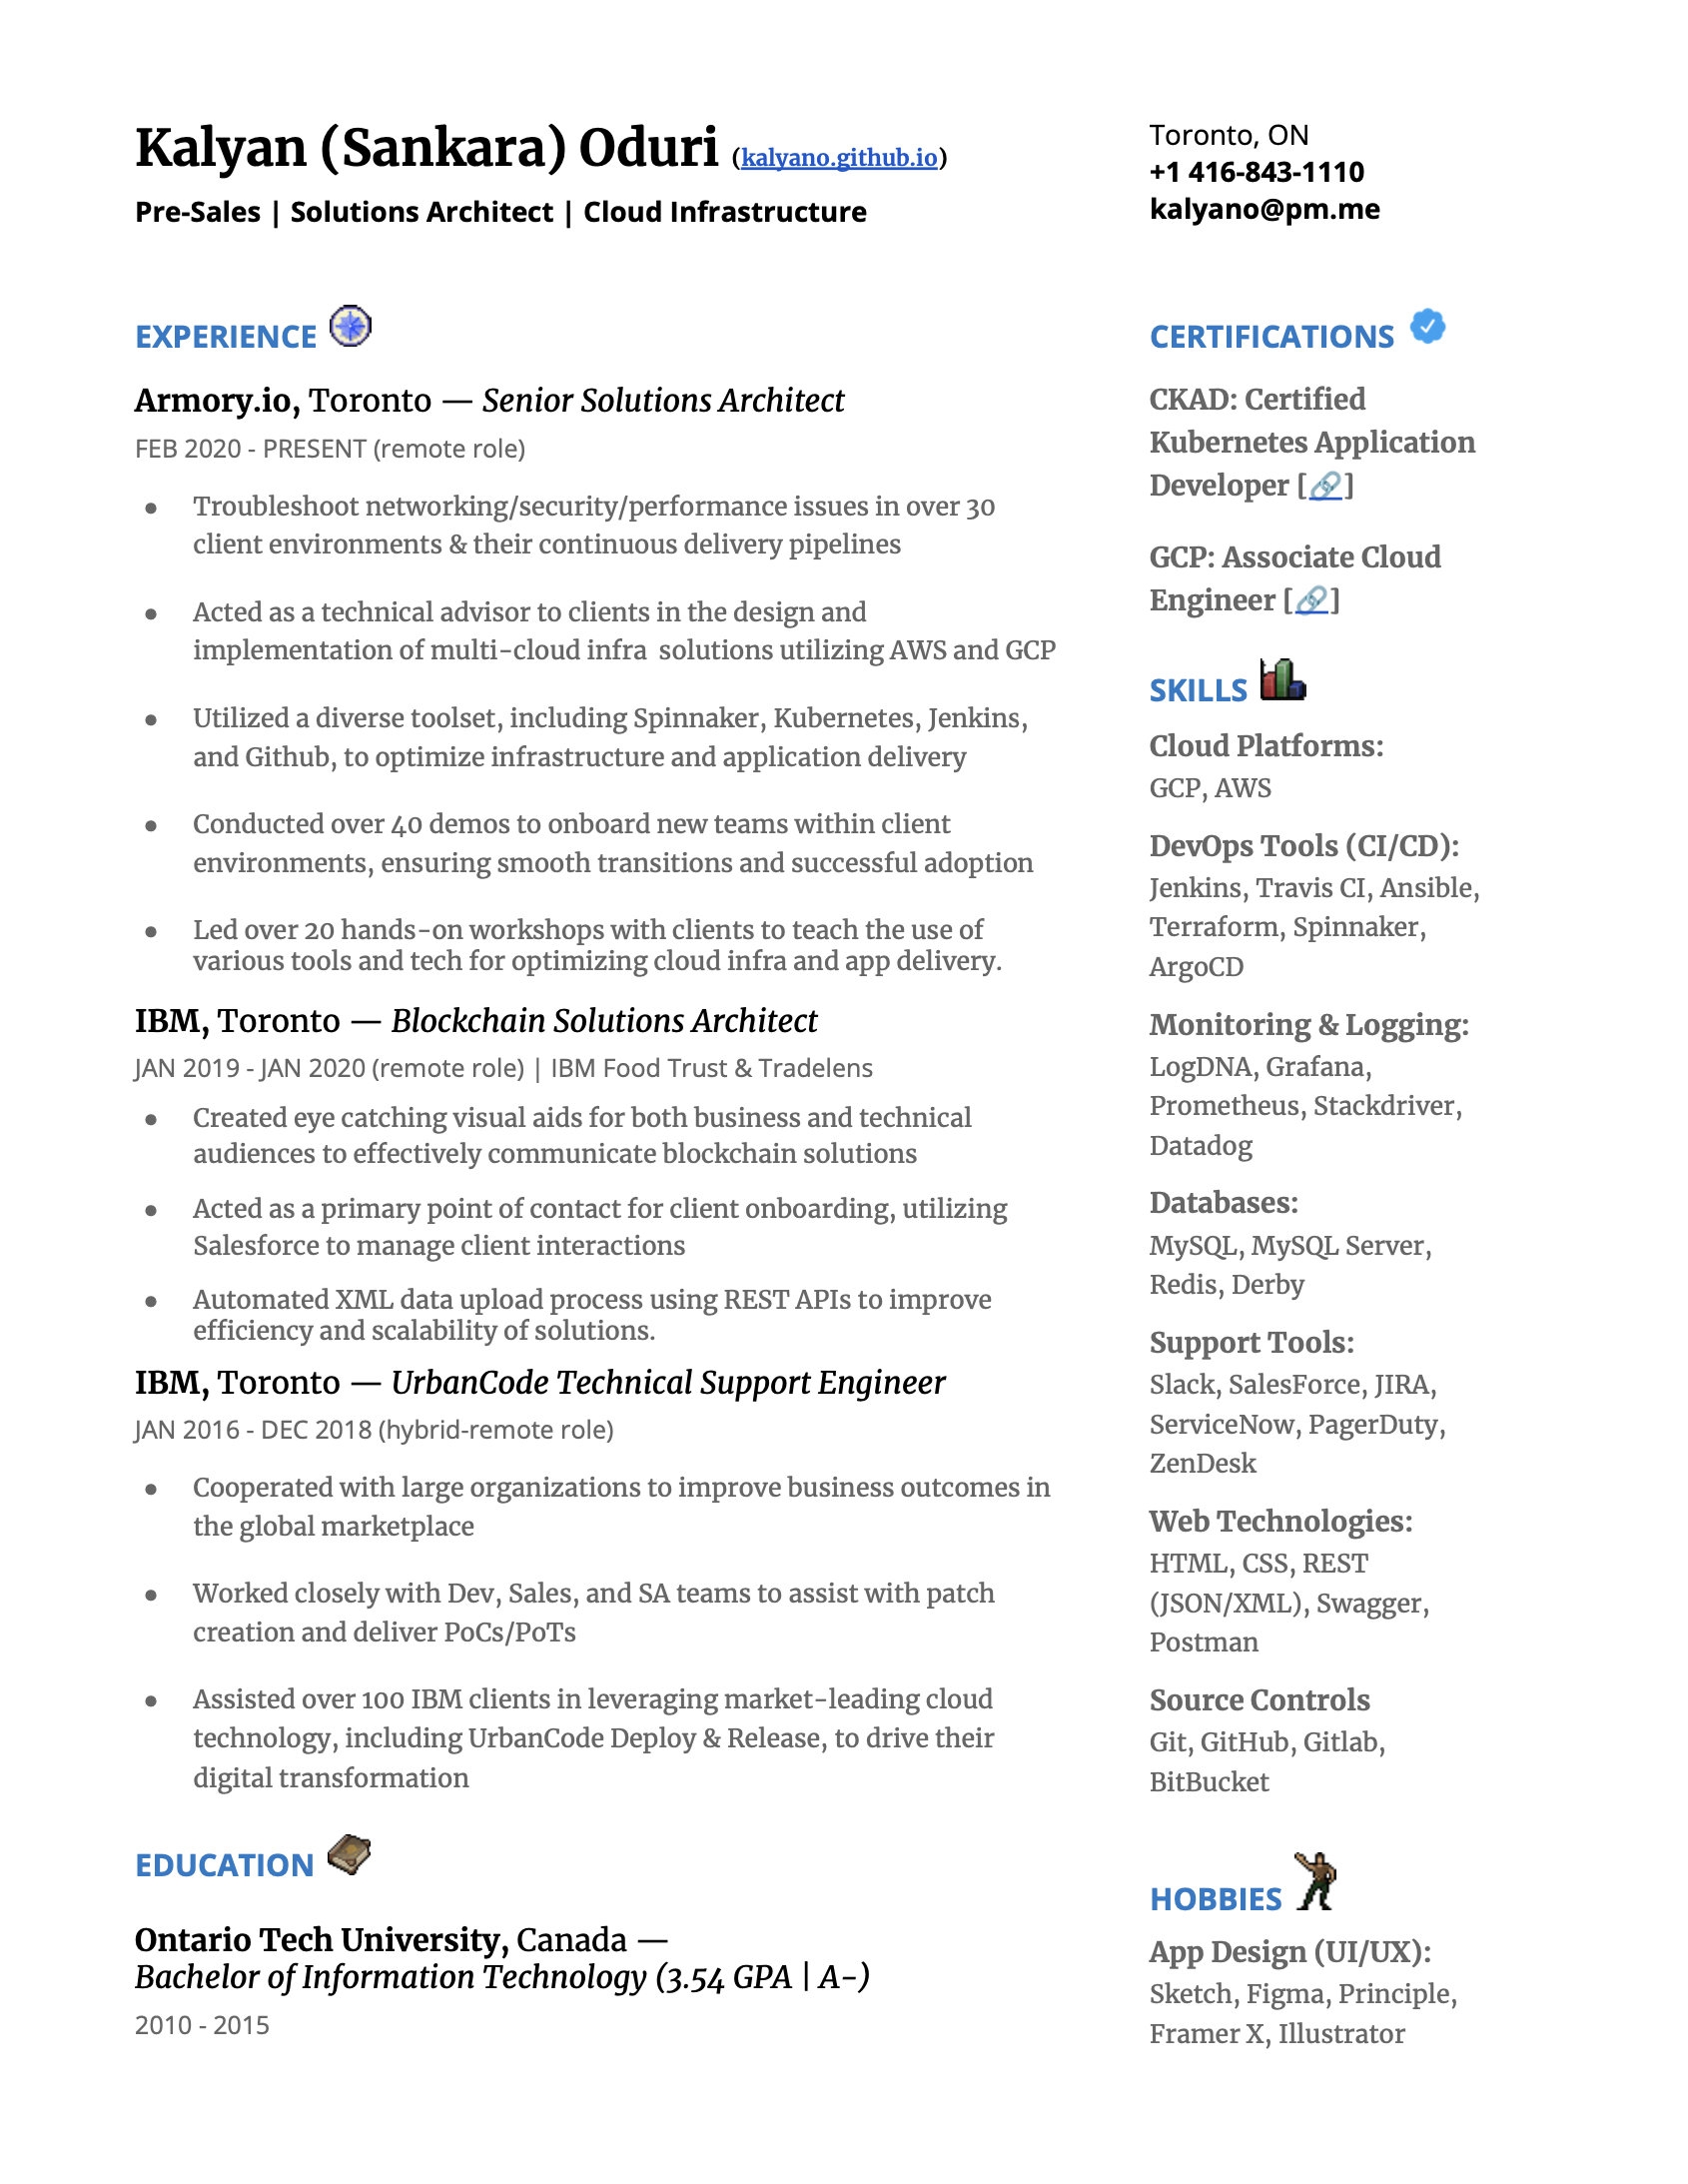 Kalyan (Sankara) Oduri (kalyano.github.io)
Pre-Sales | Solutions Architect | Cloud Infrastructure
Toronto, ON
+1 416-843-1110
kalyano@pm.me
EXPERIENCE
Armory.io, Toronto — Senior Solutions Architect
FEB 2020 - PRESENT (remote role)
● Troubleshoot networking/security/performance issues in over 30
client environments & their continuous delivery pipelines
● Acted as a technical advisor to clients in the design and
implementation of multi-cloud infra  solutions utilizing AWS and GCP
● Utilized a diverse toolset, including Spinnaker, Kubernetes, Jenkins,
and Github, to optimize infrastructure and application delivery
● Conducted over 40 demos to onboard new teams within client
environments, ensuring smooth transitions and successful adoption
● Led over 20 hands-on workshops with clients to teach the use of
various tools and tech for optimizing cloud infra and app delivery.
IBM, Toronto — Blockchain Solutions Architect
JAN 2019 - JAN 2020 (remote role) | IBM Food Trust & Tradelens
● Created eye catching visual aids for both business and technical
audiences to effectively communicate blockchain solutions
● Acted as a primary point of contact for client onboarding, utilizing
Salesforce to manage client interactions
● Automated XML data upload process using REST APIs to improve
efficiency and scalability of solutions.
IBM, Toronto — UrbanCode Technical Support Engineer
JAN 2016 - DEC 2018 (hybrid-remote role)
● Cooperated with large organizations to improve business outcomes in
the global marketplace
● Worked closely with Dev, Sales, and SA teams to assist with patch
creation and deliver PoCs/PoTs
● Assisted over 100 IBM clients in leveraging market-leading cloud
technology, including UrbanCode Deploy & Release, to drive their
digital transformation
EDUCATION
Ontario Tech University, Canada —
Bachelor of Information Technology (3.54 GPA | A-)
2010 - 2015
CERTIFICATIONS
CKAD: Certified
Kubernetes Application
Developer [🔗]
GCP: Associate Cloud
Engineer [🔗]
SKILLS
Cloud Platforms:
GCP, AWS
DevOps Tools (CI/CD):
Jenkins, Travis CI, Ansible,
Terraform, Spinnaker,
ArgoCD
Monitoring & Logging:
LogDNA, Grafana,
Prometheus, Stackdriver,
Datadog
Databases:
MySQL, MySQL Server,
Redis, Derby
Support Tools:
Slack, SalesForce, JIRA,
ServiceNow, PagerDuty,
ZenDesk
Web Technologies:
HTML, CSS, REST
(JSON/XML), Swagger,
Postman
Source Controls
Git, GitHub, Gitlab,
BitBucket
HOBBIES
App Design (UI/UX):
Sketch, Figma, Principle,
Framer X, Illustrator